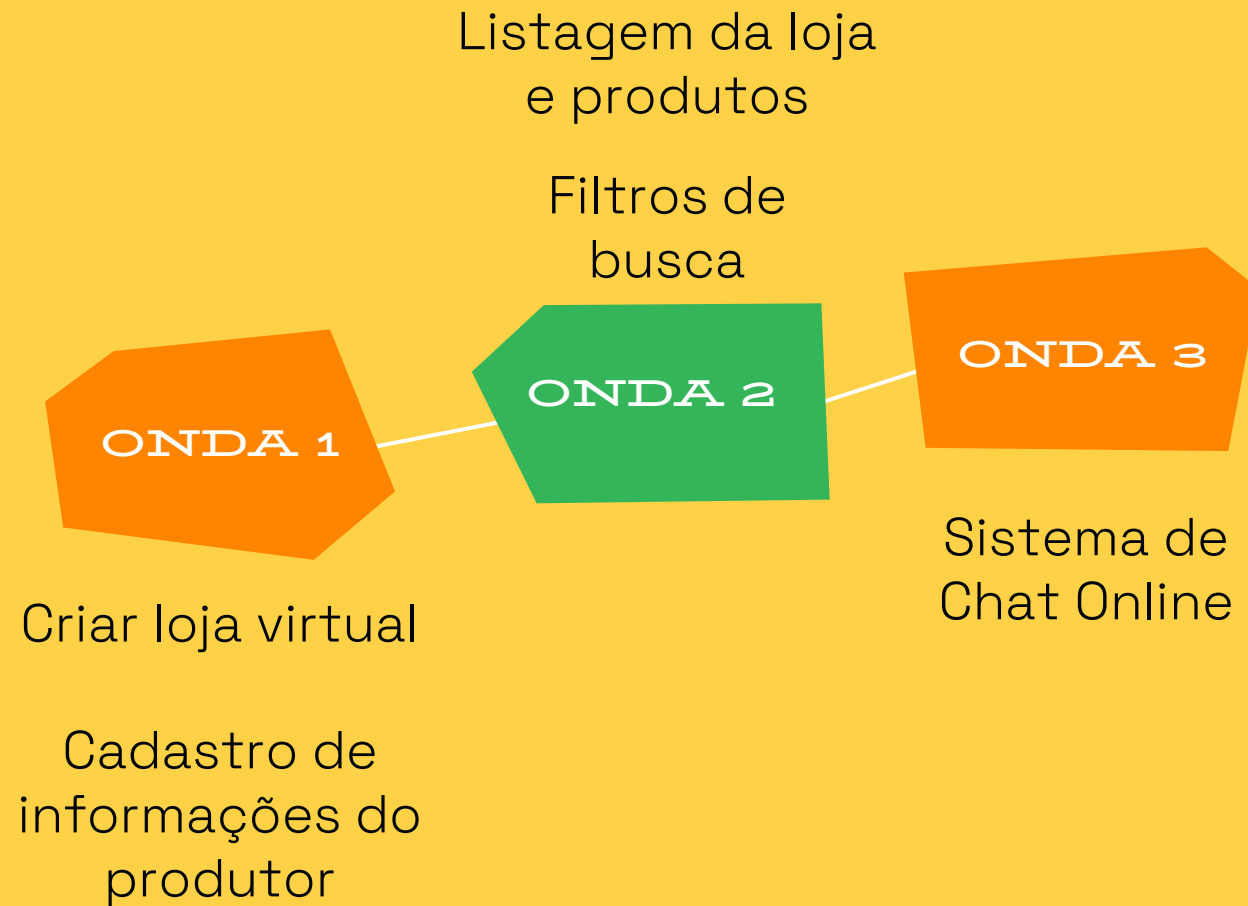 Listagem da loja
e produtos
Filtros de
busca
ONDA 1
ONDA 2
ONDA 3
Criar loja virtual
Cadastro de
informações do
produtor
Sistema de
Chat Online